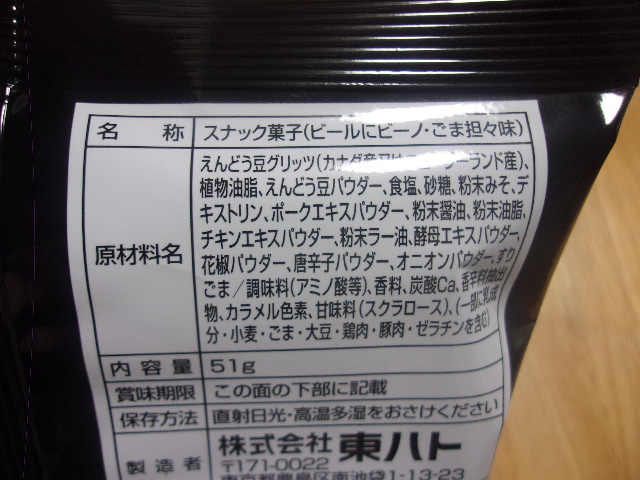 名称 スナック菓子(ビールにビーノ・ごま担々味)
原材料名
えんどう豆グリッツ(カナダ産又は ーランド産)、
植物油脂、えんどう豆パウダー、食塩、砂糖、粉末みそ、デ
キストリン、ポークエキスパウダー、粉末醤油、粉末油脂、
チキンエキスパウダー、粉末ラー油、酵母エキスパウダー、
花椒パウダー、唐辛子パウダー、オニオンパウダー、すり
ごま/調味料(アミノ酸等)、香料、炭酸Ca、香辛料抽出
物、カラメル色素、甘味料(スクラロース)、(一部に乳成
分・小麦・ごま・大豆・鶏肉・豚肉・ゼラチンを含む)
内容量 51g
賞味期限 この面の下部に記載
保存方法 直射日光・高温多湿をおさけください
製造者 株式会社 東ハト
〒171-0022
東京都豊島区南池袋1-13-23